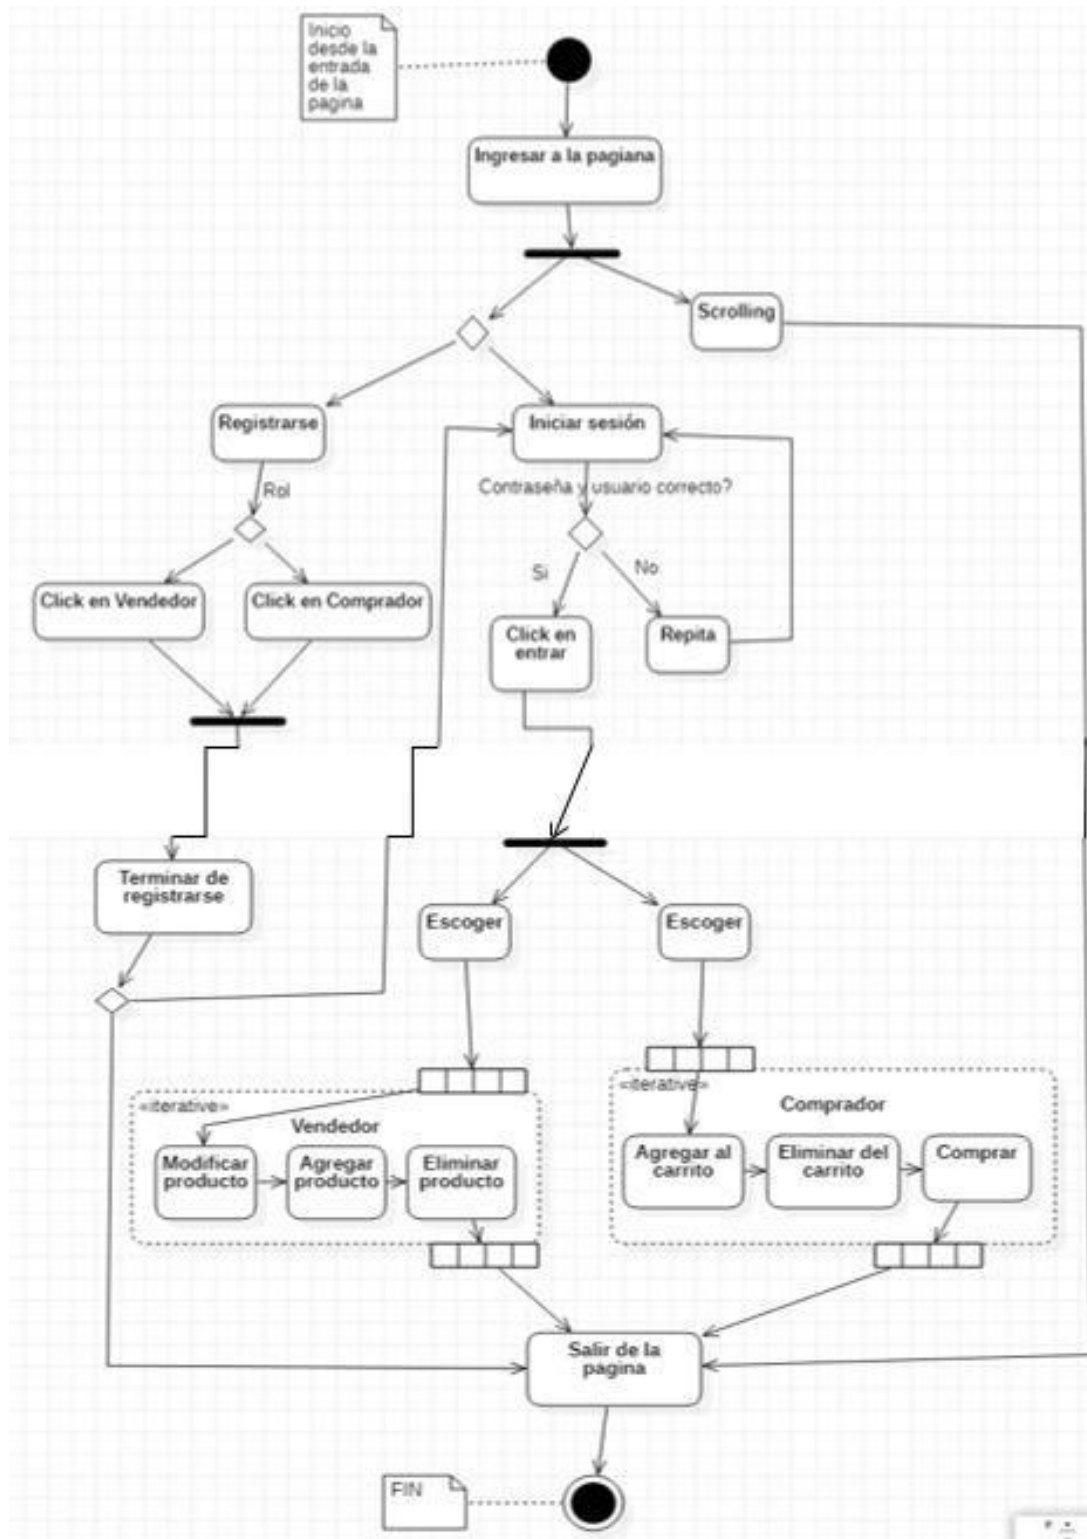 Inicio
desde la
entrada
de la
pagina
Ingresar a la pagiana
Scrolling
Registrarse
Iniciar sesión
Rol
Contraseña y usuario correcto?
Si
No
Click en Vendedor
Click en Comprador
Click en
entrar
Repita
Terminar de
registrarse
Escoger
Escoger
«iterative»
Vendedor
Modificar
producto
Agregar
producto
Eliminar
producto
«iterative»
Comprador
Agregar al
carrito
Eliminar del
carrito
Comprar
Salir de la
pagina
FIN